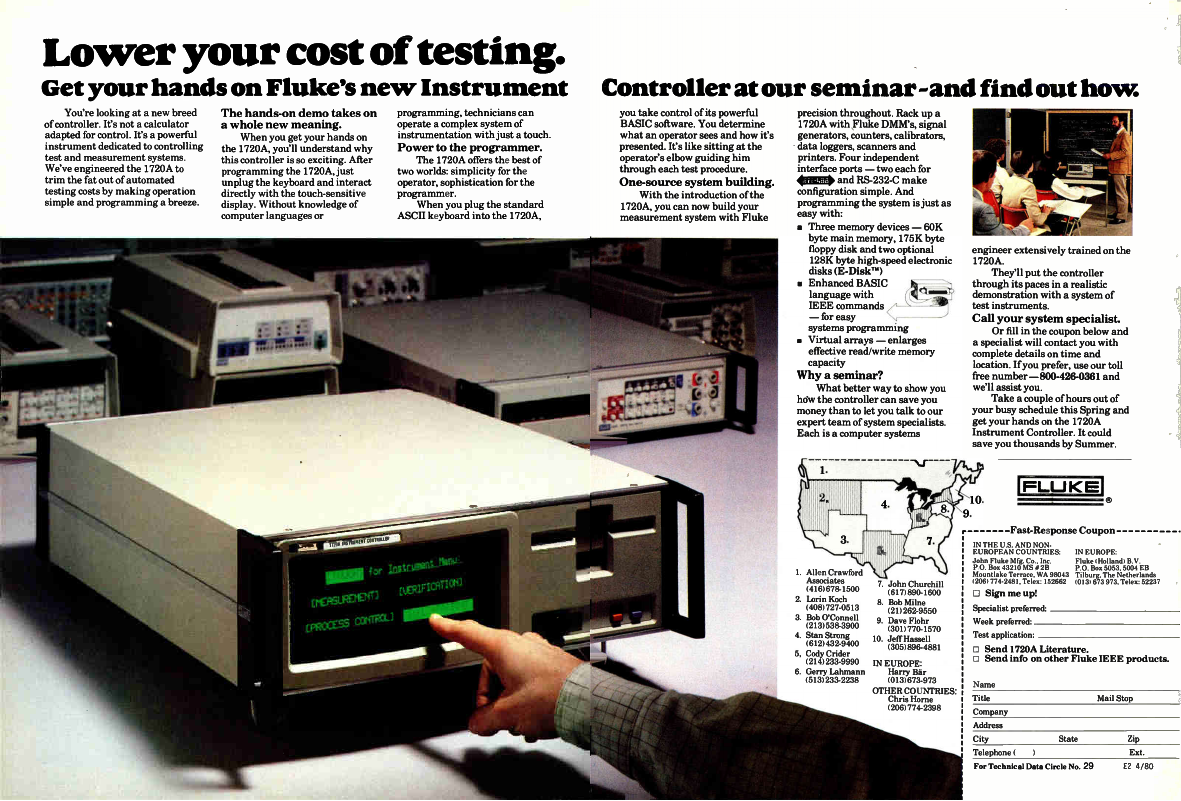 Lower your cost of testing.
Get your hands on Fluke's new Instrument Controller at our seminar-and find out how.
You're looking at a new breed
of controller. It's not a calculator
adapted for control. It's a powerful
instrument dedicated to controlling
test and measurement systems.
We've engineered the 1720A to
trim the fat out of automated
testing costs by making operation
simple and programming a breeze.
The hands-on demo takes on
a whole new meaning.
When you get your hands on
the 1720A, you'll understand why
this controller is so exciting. After
programming the 1720A, just
unplug the keyboard and interact
directly with the touch-sensitive
display. Without knowledge of
computer languages or
programming, technicians can
operate a complex system of
instrumentation with just a touch.
Power to the programmer.
The 1720A offers the best of
two worlds: simplicity for the
operator, sophistication for the
programmer.
When you plug the standard
ASCII keyboard into the 1720A,
you take control of its powerful
BASIC software. You determine
what an operator sees and how it's
presented. It's like sitting at the
operator's elbow guiding him
through each test procedure.
One-source system building.
With the introduction of the
1720A, you can now build your
measurement system with Fluke
precision throughout. Rack up a
1720A with Fluke DMM's, signal
generators, counters, calibrators,
data loggers, scanners and
printers. Four independent
interface ports — two each for
and RS-232-C make
configuration simple. And
programming the system is just as
easy with:
■ Three memory devices — 60K
byte main memory, 175K byte
floppy disk and two optional
128K byte high-speed electronic
disks (E-Disk™)
■ Enhanced BASIC
language with
IEEE commands
— for easy
systems programming
■ Virtual arrays — enlarges
effective read/write memory
capacity
Why a seminar?
What better way to show you
how the controller can save you
money than to let you talk to our
expert team of system specialists.
Each is a computer systems
engineer extensively trained on the
1720A.
They'll put the controller
through its paces in a realistic
demonstration with a system of
test instruments.
Call your system specialist.
Or fill in the coupon below and
a specialist will contact you with
complete details on time and
location. If you prefer, use our toll
free number — 800-426-0361 and
we'll assist you.
Take a couple of hours out of
your busy schedule this Spring and
get your hands on the 1720A
Instrument Controller. It could
save you thousands by Summer.
1720A INSTRUMENT CONTROLLER
for Instrument Menu
[MEASUREMENT] [VERIFICATION]
[PROCESS CONTROL]
1.
2.
3.
4.
7.
8.
9.
10.
1. Allen Crawford
Associates
(416) 678-1500
2. Lorin Koch
(408) 727-0513
3. Bob O'Connell
(213) 538-3900
4. Stan Strong
(612) 432-9400
5. Cody Crider
(214) 233-9990
6. Gerry Lahmann
(513) 233-2238
7. John Churchill
(617) 890-1600
8. Bob Milne
(21) 262-9550
9. Dave Flohr
(301) 770-1570
10. Jeff Hassell
(305) 896-4881
IN EUROPE:
Harry Bär
(013) 673-973
OTHER COUNTRIES:
Chris Horne
(206) 774-2398
FLUKE
®
Fast-Response Coupon
IN THE U.S. AND NON-
EUROPEAN COUNTRIES:
John Fluke Mfg. Co., Inc.
P.O. Box 43210 MS #2B
Mountlake Terrace, WA 98043
(206) 774-2481, Telex: 152662
IN EUROPE:
Fluke (Holland) B.V.
P.O. Box 5053, 5004 EB
Tilburg, The Netherlands
(013) 673 973, Telex: 52237
□ Sign me up!
Specialist preferred:
Week preferred:
Test application:
□ Send 1720A Literature.
□ Send info on other Fluke IEEE products.
Name
Title Mail Stop
Company
Address
City State Zip
Telephone ( ) Ext.
For Technical Data Circle No. 29 E2 4/80